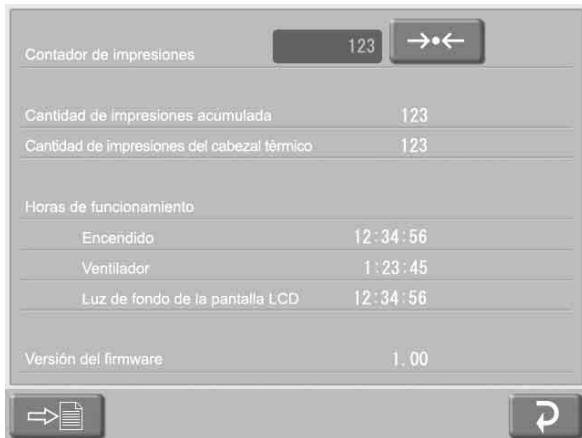 Contador de impresiones 123
Cantidad de impresiones acumulada 123
Cantidad de impresiones del cabezal térmico 123
Horas de funcionamiento
Encendido 12:34:56
Ventilador 1:23:45
Luz de fondo de la pantalla LCD 12:34:56
Versión del firmware 1.00